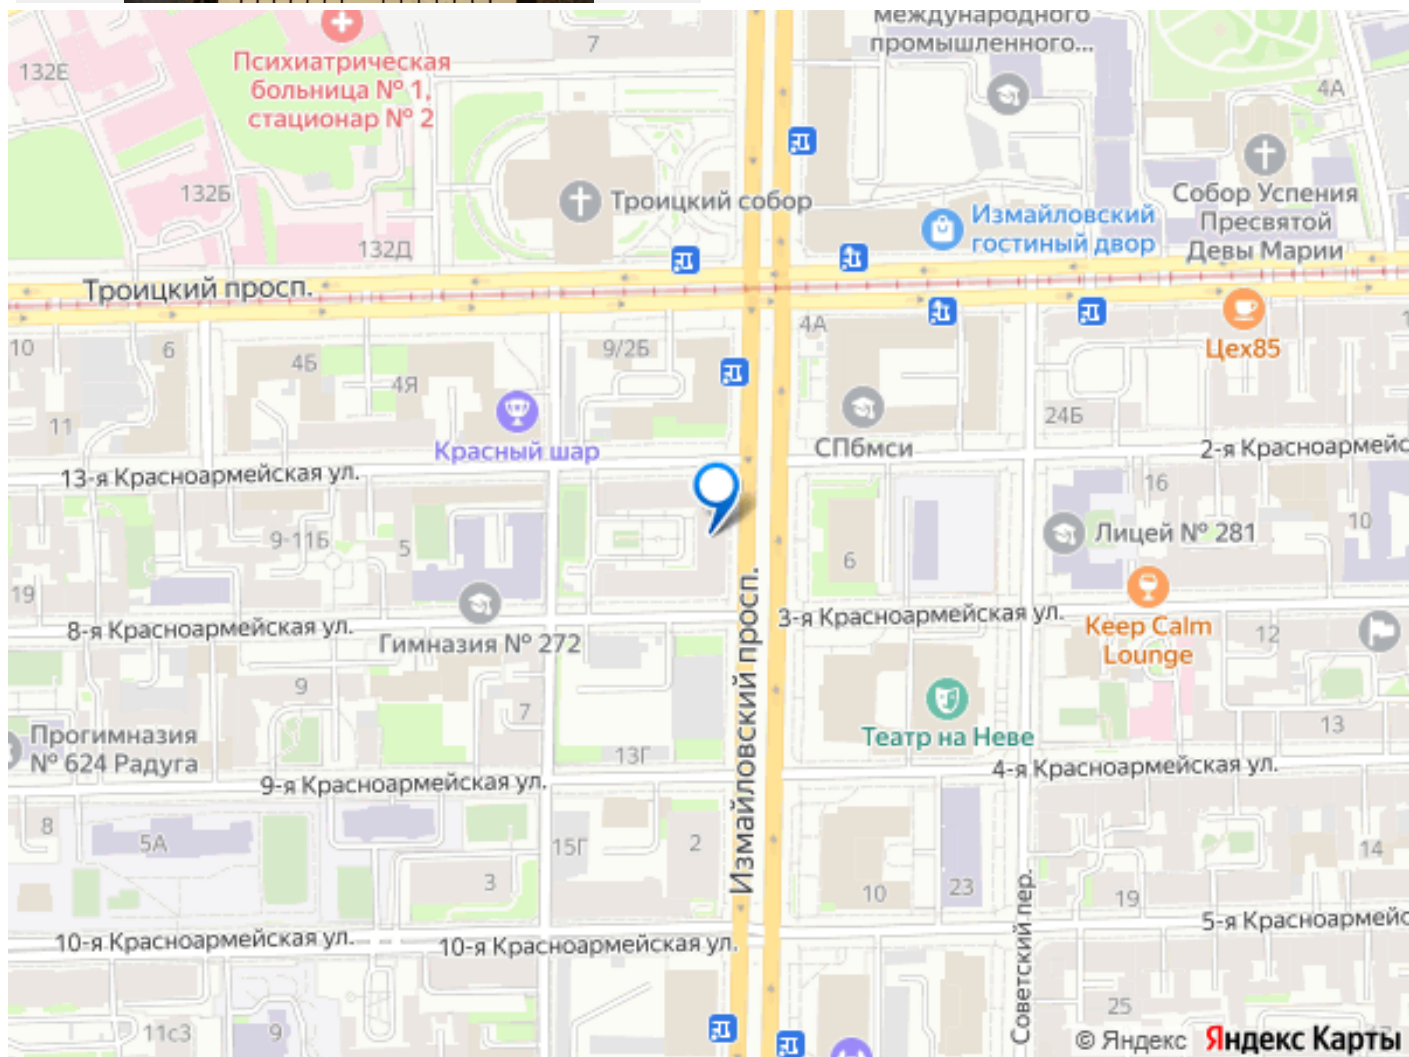 международного
промышленного...
7
132Е
Психиатрическая
больница № 1,
стационар № 2
4А
132Б
Троицкий собор
Собор Успения
Пресвятой
Девы Марии
Измайловский
гостиный двор
132Д
Троицкий просп.
4А
10
6
4Б
9/2Б
4Я
Цех85
11
24Б
Красный шар
СПбмси
2-я Красноармейс
13-я Красноармейская ул.
16
10
9-11Б
5
6
Лицей № 281
19
8-я Красноармейская ул.
Гимназия № 272
3-я Красноармейская ул.
Keep Calm
Lounge
12
9
7
Измайловский просп.
Театр на Неве
13
Прогимназия
№ 624 Радуга
13Г
9-я Красноармейская ул.
4-я Красноармейская ул.
8
5А
15Г
2
14
3
10
23
19
5-я Красноармейс
10-я Красноармейская ул.
10-я Красноармейская ул.
Советский пер.
25
11с3
9
© Яндекс Яндекс Карты